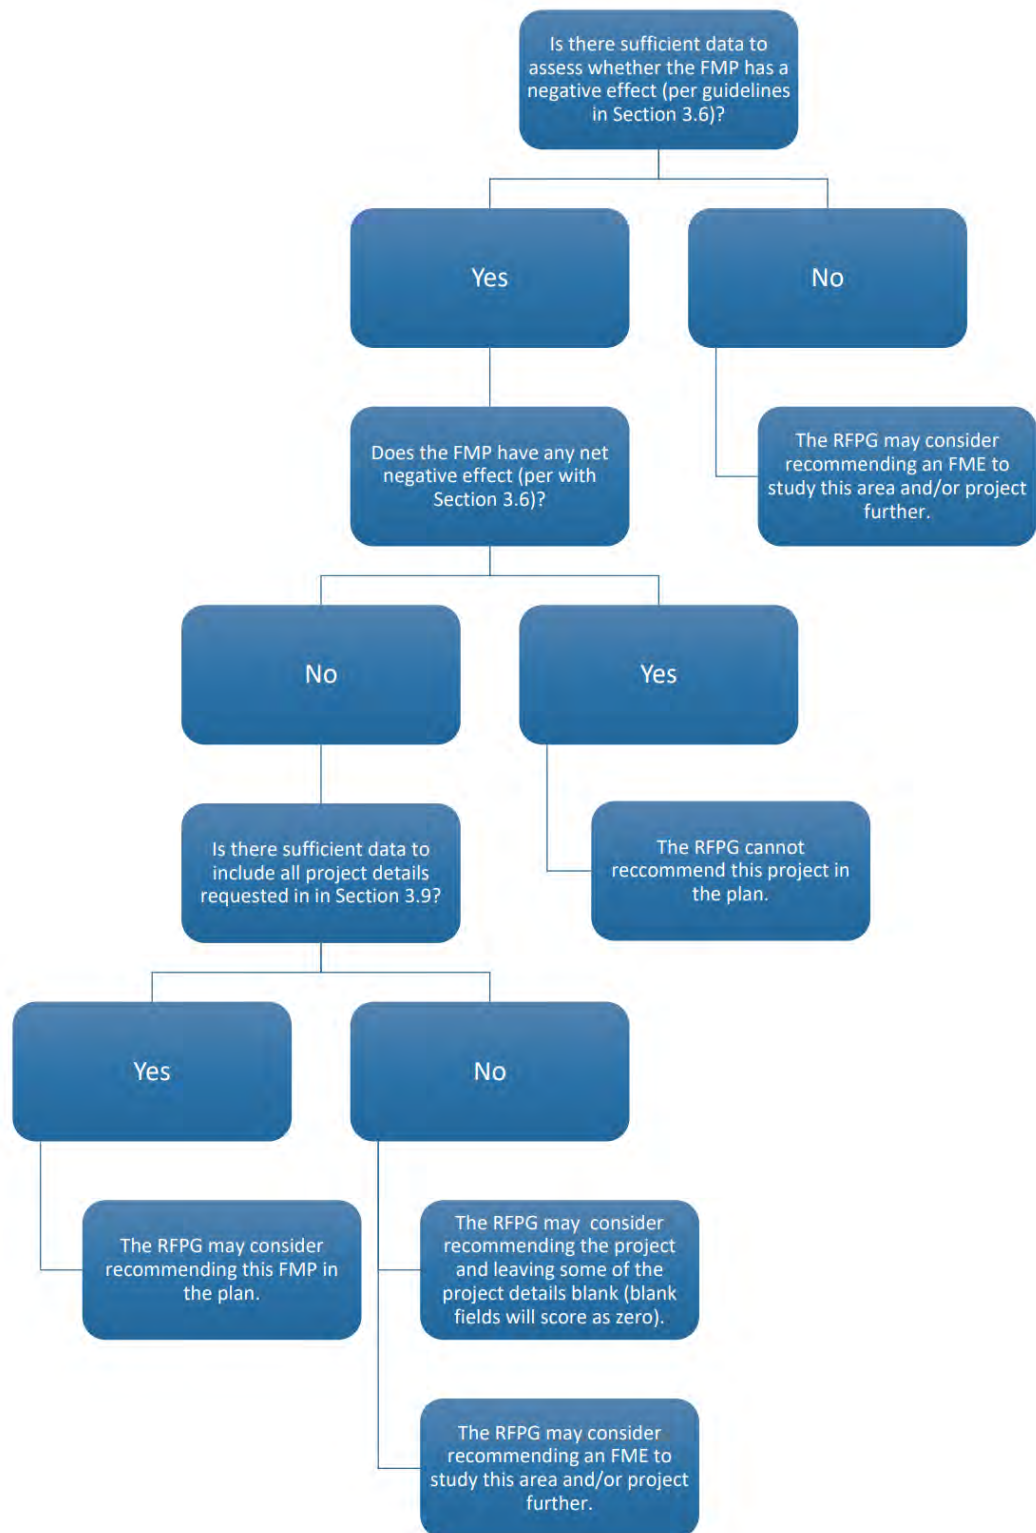 Is there sufficient data to
assess whether the FMP has a
negative effect (per guidelines
in Section 3.6)?
Yes
No
Does the FMP have any net
negative effect (per with
Section 3.6)?
The RFPG may consider
recommending an FME to
study this area and/or project
further.
No
Yes
Is there sufficient data to
include all project details
requested in in Section 3.9?
The RFPG cannot
reccommend this project in
the plan.
Yes
No
The RFPG may consider
recommending this FMP in
the plan.
The RFPG may consider
recommending the project
and leaving some of the
project details blank (blank
fields will score as zero).
The RFPG may consider
recommending an FME to
study this area and/or project
further.